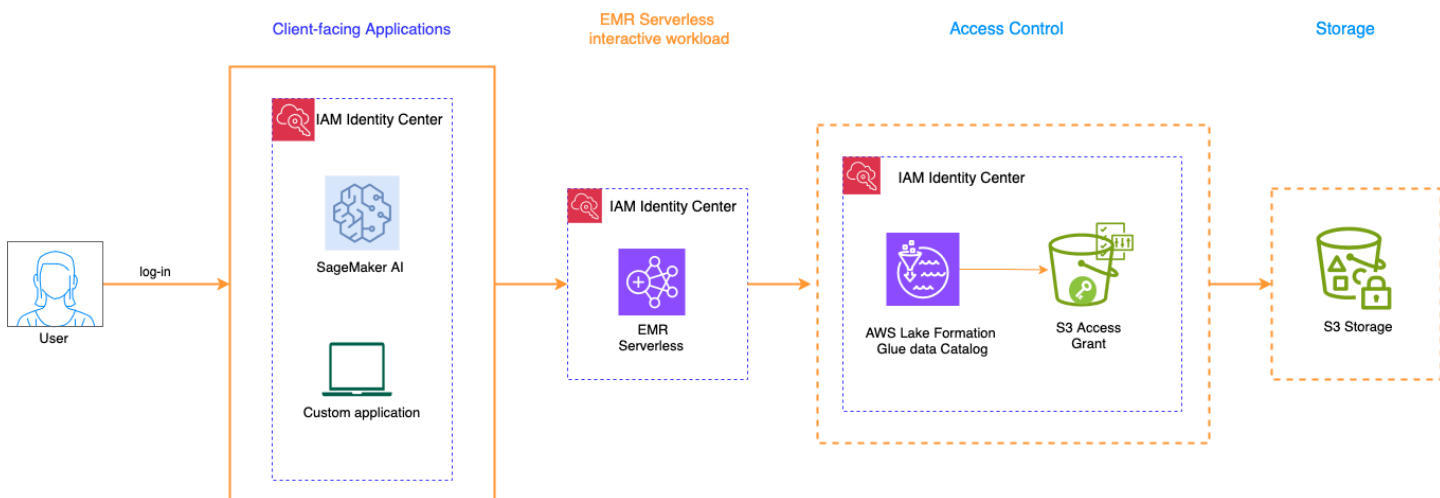 Client-facing Applications
EMR Serverless
interactive workload
Access Control
Storage
IAM Identity Center
SageMaker AI
Custom application
User
log-in
IAM Identity Center
EMR
Serverless
IAM Identity Center
AWS Lake Formation
Glue data Catalog
S3 Access
Grant
S3 Storage